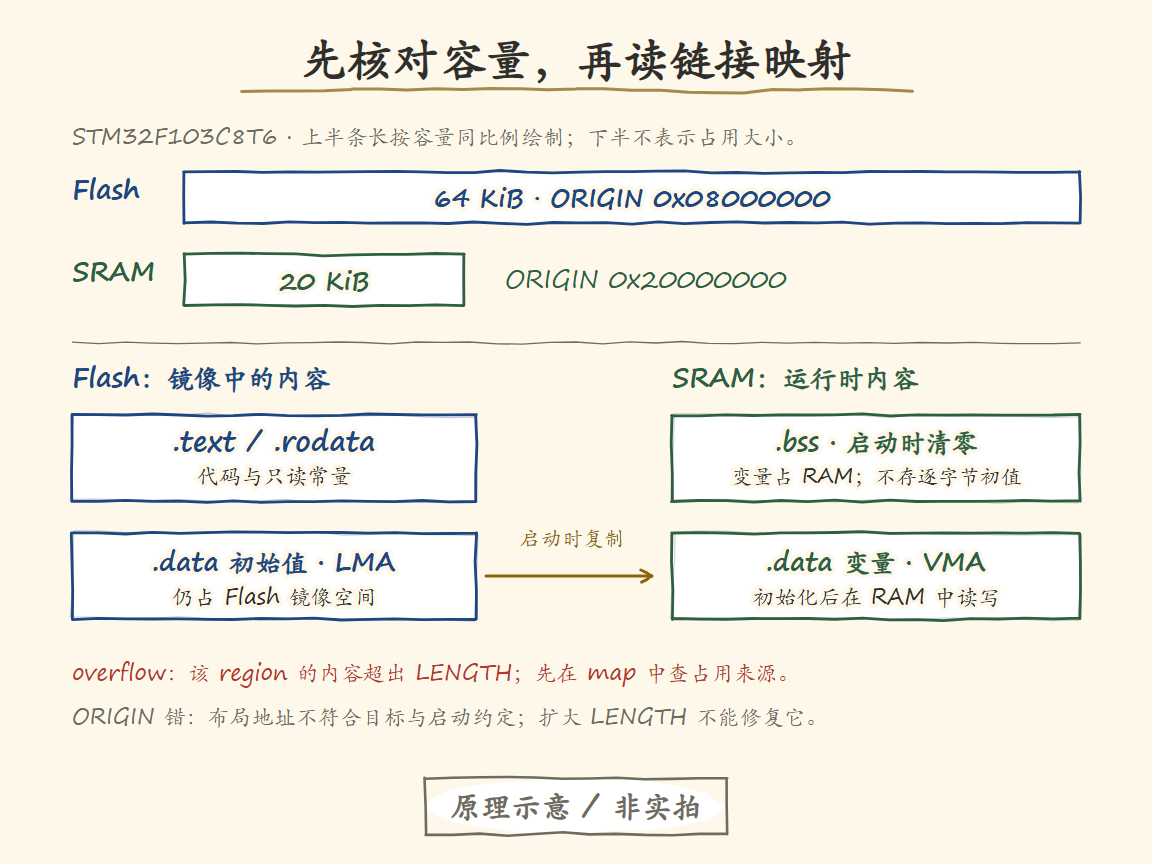 先核对容量，再读链接映射
STM32F103C8T6 · 上半条长按容量同比例绘制；下半不表示占用大小。
Flash
64 KiB · ORIGIN 0x08000000
SRAM
20 KiB
ORIGIN 0x20000000
Flash：镜像中的内容
SRAM：运行时内容
.text / .rodata
代码与只读常量
.bss · 启动时清零
变量占 RAM；不存逐字节初值
.data 初始值 · LMA
仍占 Flash 镜像空间
启动时复制
.data 变量 · VMA
初始化后在 RAM 中读写
overflow：该 region 的内容超出 LENGTH；先在 map 中查占用来源。
ORIGIN 错：布局地址不符合目标与启动约定；扩大 LENGTH 不能修复它。
原理示意 / 非实拍